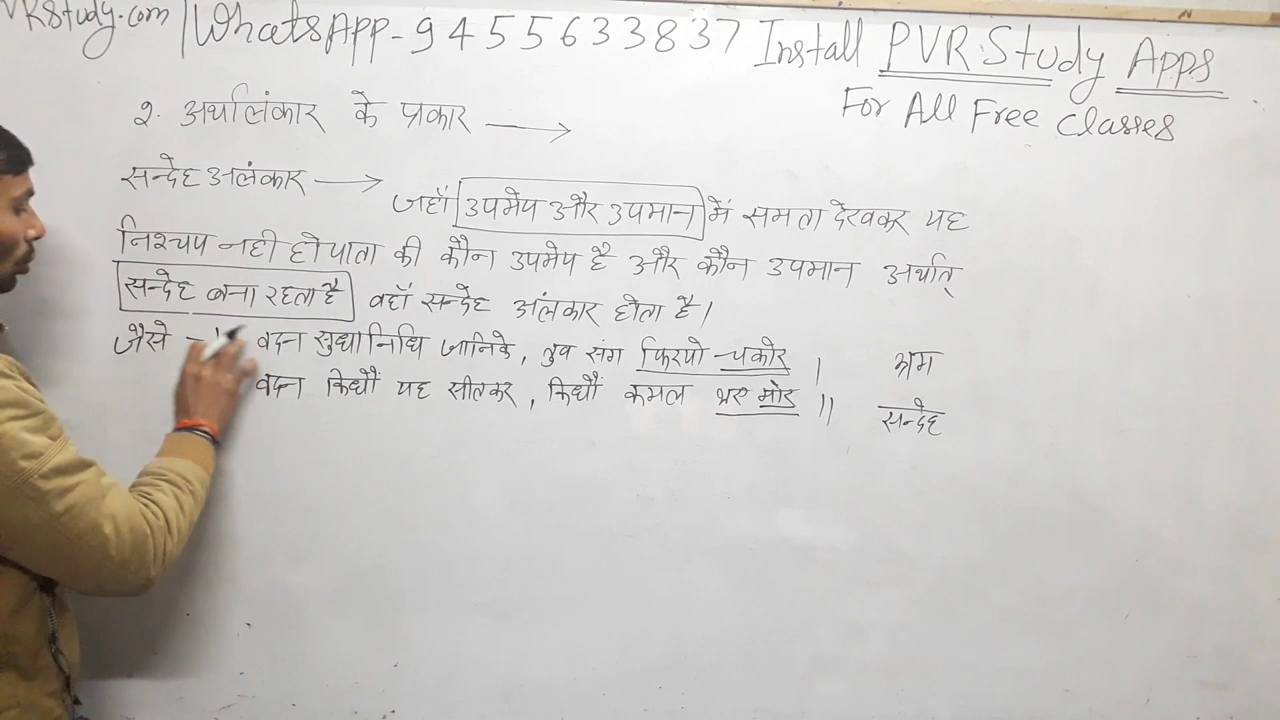 VRStudy.com | WhatsApp - 9455633837 Install PVR Study Apps
For All Free Classes
२. अर्थालंकार के प्रकार →
सन्देह अलंकार → जहाँ उपमेय और उपमान में समता देखकर यह
निश्चय नही हो पाता की कौन उपमेय है और कौन उपमान अर्थात्
सन्देह बना रहता है वहाँ सन्देह अलंकार होता है।
जैसे - वदन सुधानिधि जानिके, तुव संग फिरयो चकोर। भ्रम
वदन किधौं यह सीतकर, किधौं कमल भए मोड॥ सन्देह